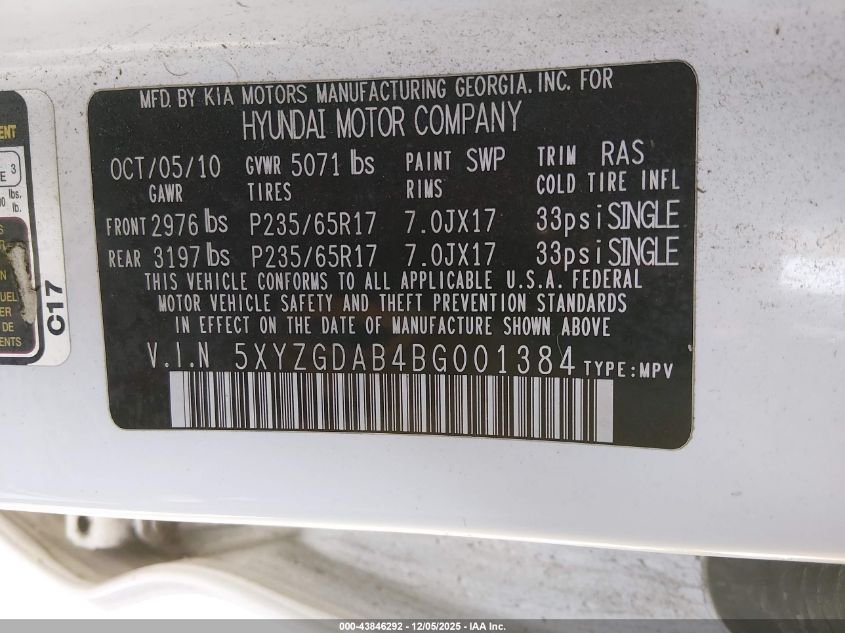 MFD. BY KIA MOTORS MANUFACTURING GEORGIA. INC. FOR
HYUNDAI MOTOR COMPANY
OCT/05/10 GVWR 5071 lbs PAINT SWP TRIM RAS
GAWR TIRES RIMS COLD TIRE INFL
FRONT 2976 lbs P235/65R17 7.0JX17 33psi SINGLE
REAR 3197 lbs P235/65R17 7.0JX17 33psi SINGLE
THIS VEHICLE CONFORMS TO ALL APPLICABLE U.S.A. FEDERAL
MOTOR VEHICLE SAFETY AND THEFT PREVENTION STANDARDS
IN EFFECT ON THE DATE OF MANUFACTURE SHOWN ABOVE
V.I.N 5XYZGDAB4BG001384 TYPE:MPV
C17
3
lbs.
lb.
DE
000-43846292 - 12/05/2025 - IAA Inc.